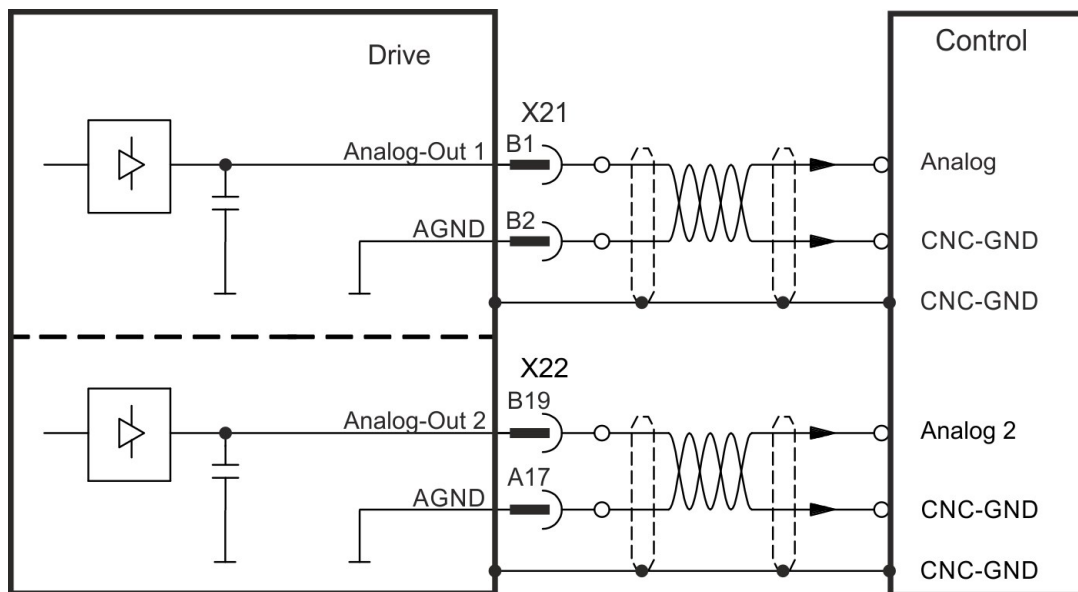 Drive
Control
X21
Analog-Out 1
B1
Analog
AGND
B2
CNC-GND
CNC-GND
X22
Analog-Out 2
B19
Analog 2
AGND
A17
CNC-GND
CNC-GND